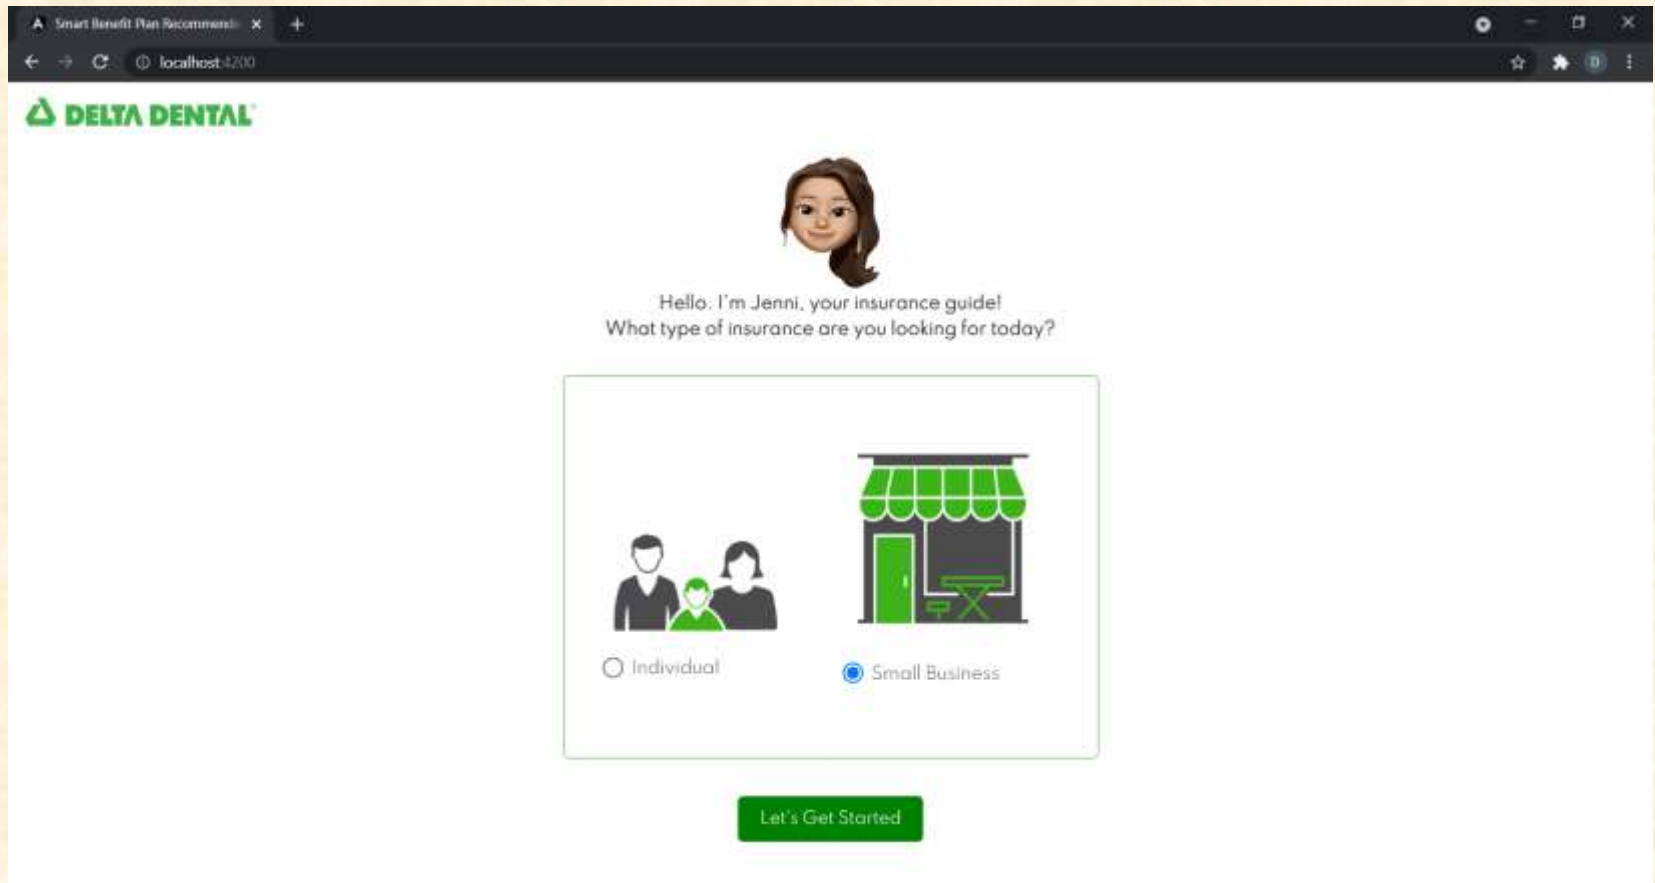 Smart Benefit Plan Recommend
localhost:4200
D
DELTA DENTAL
Hello. I'm Jenni, your insurance guide!
What type of insurance are you looking for today?
Individual
Small Business
Let's Get Started